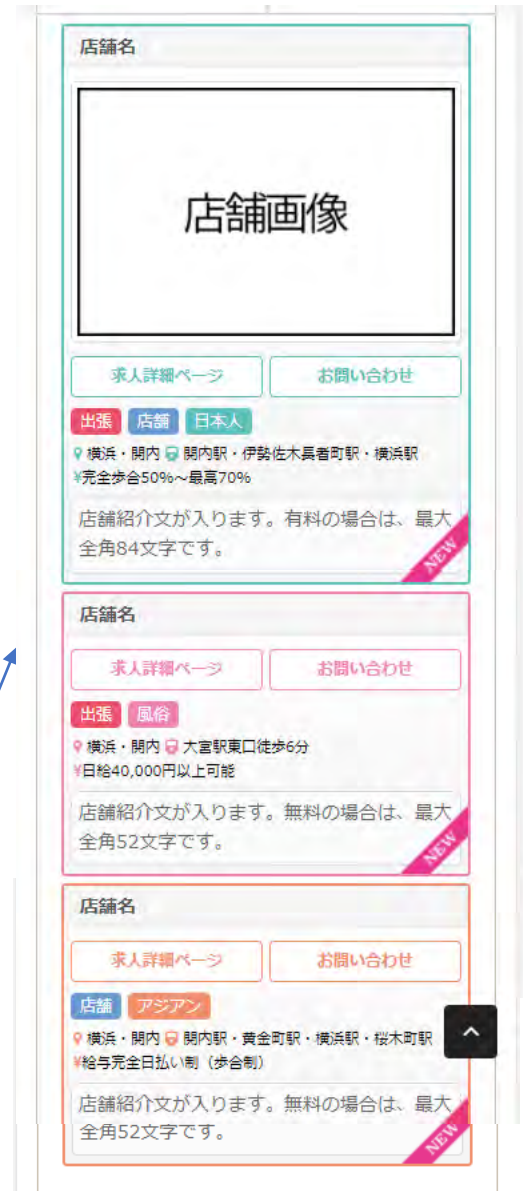 店舗名
店舗画像
求人詳細ページ お問い合わせ
出張 店舗 日本人
横浜・関内 関内駅・伊勢佐木長者町駅・横浜駅
¥完全歩合50%～最高70%
店舗紹介文が入ります。有料の場合は、最大
全角84文字です。
NEW
店舗名
求人詳細ページ お問い合わせ
出張 風俗
横浜・関内 大宮駅東口徒歩6分
¥日給40,000円以上可能
店舗紹介文が入ります。無料の場合は、最大
全角52文字です。
NEW
店舗名
求人詳細ページ お問い合わせ
店舗 アジアン
横浜・関内 関内駅・黄金町駅・横浜駅・桜木町駅
¥給与完全日払い制（歩合制）
店舗紹介文が入ります。無料の場合は、最大
全角52文字です。
NEW